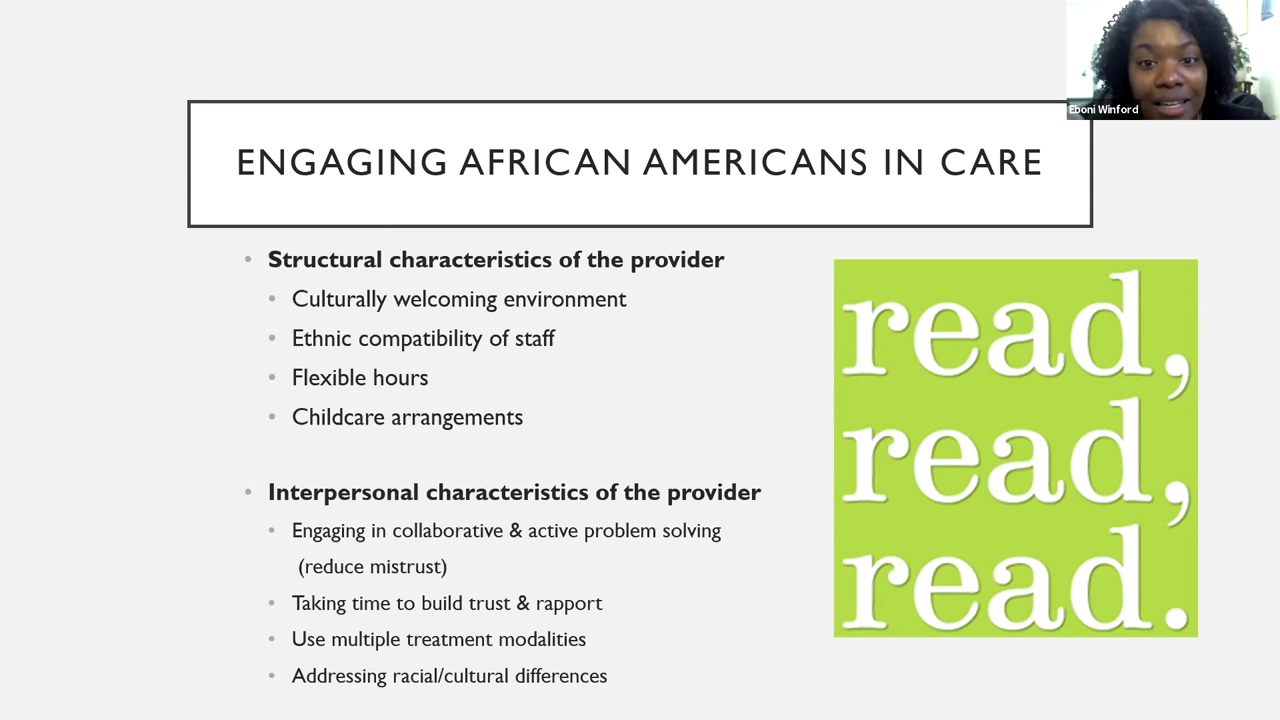 Eboni Winford
ENGAGING AFRICAN AMERICANS IN CARE
• Structural characteristics of the provider
• Culturally welcoming environment
• Ethnic compatibility of staff
• Flexible hours
• Childcare arrangements
• Interpersonal characteristics of the provider
• Engaging in collaborative & active problem solving
(reduce mistrust)
• Taking time to build trust & rapport
• Use multiple treatment modalities
• Addressing racial/cultural differences
read,
read,
read.